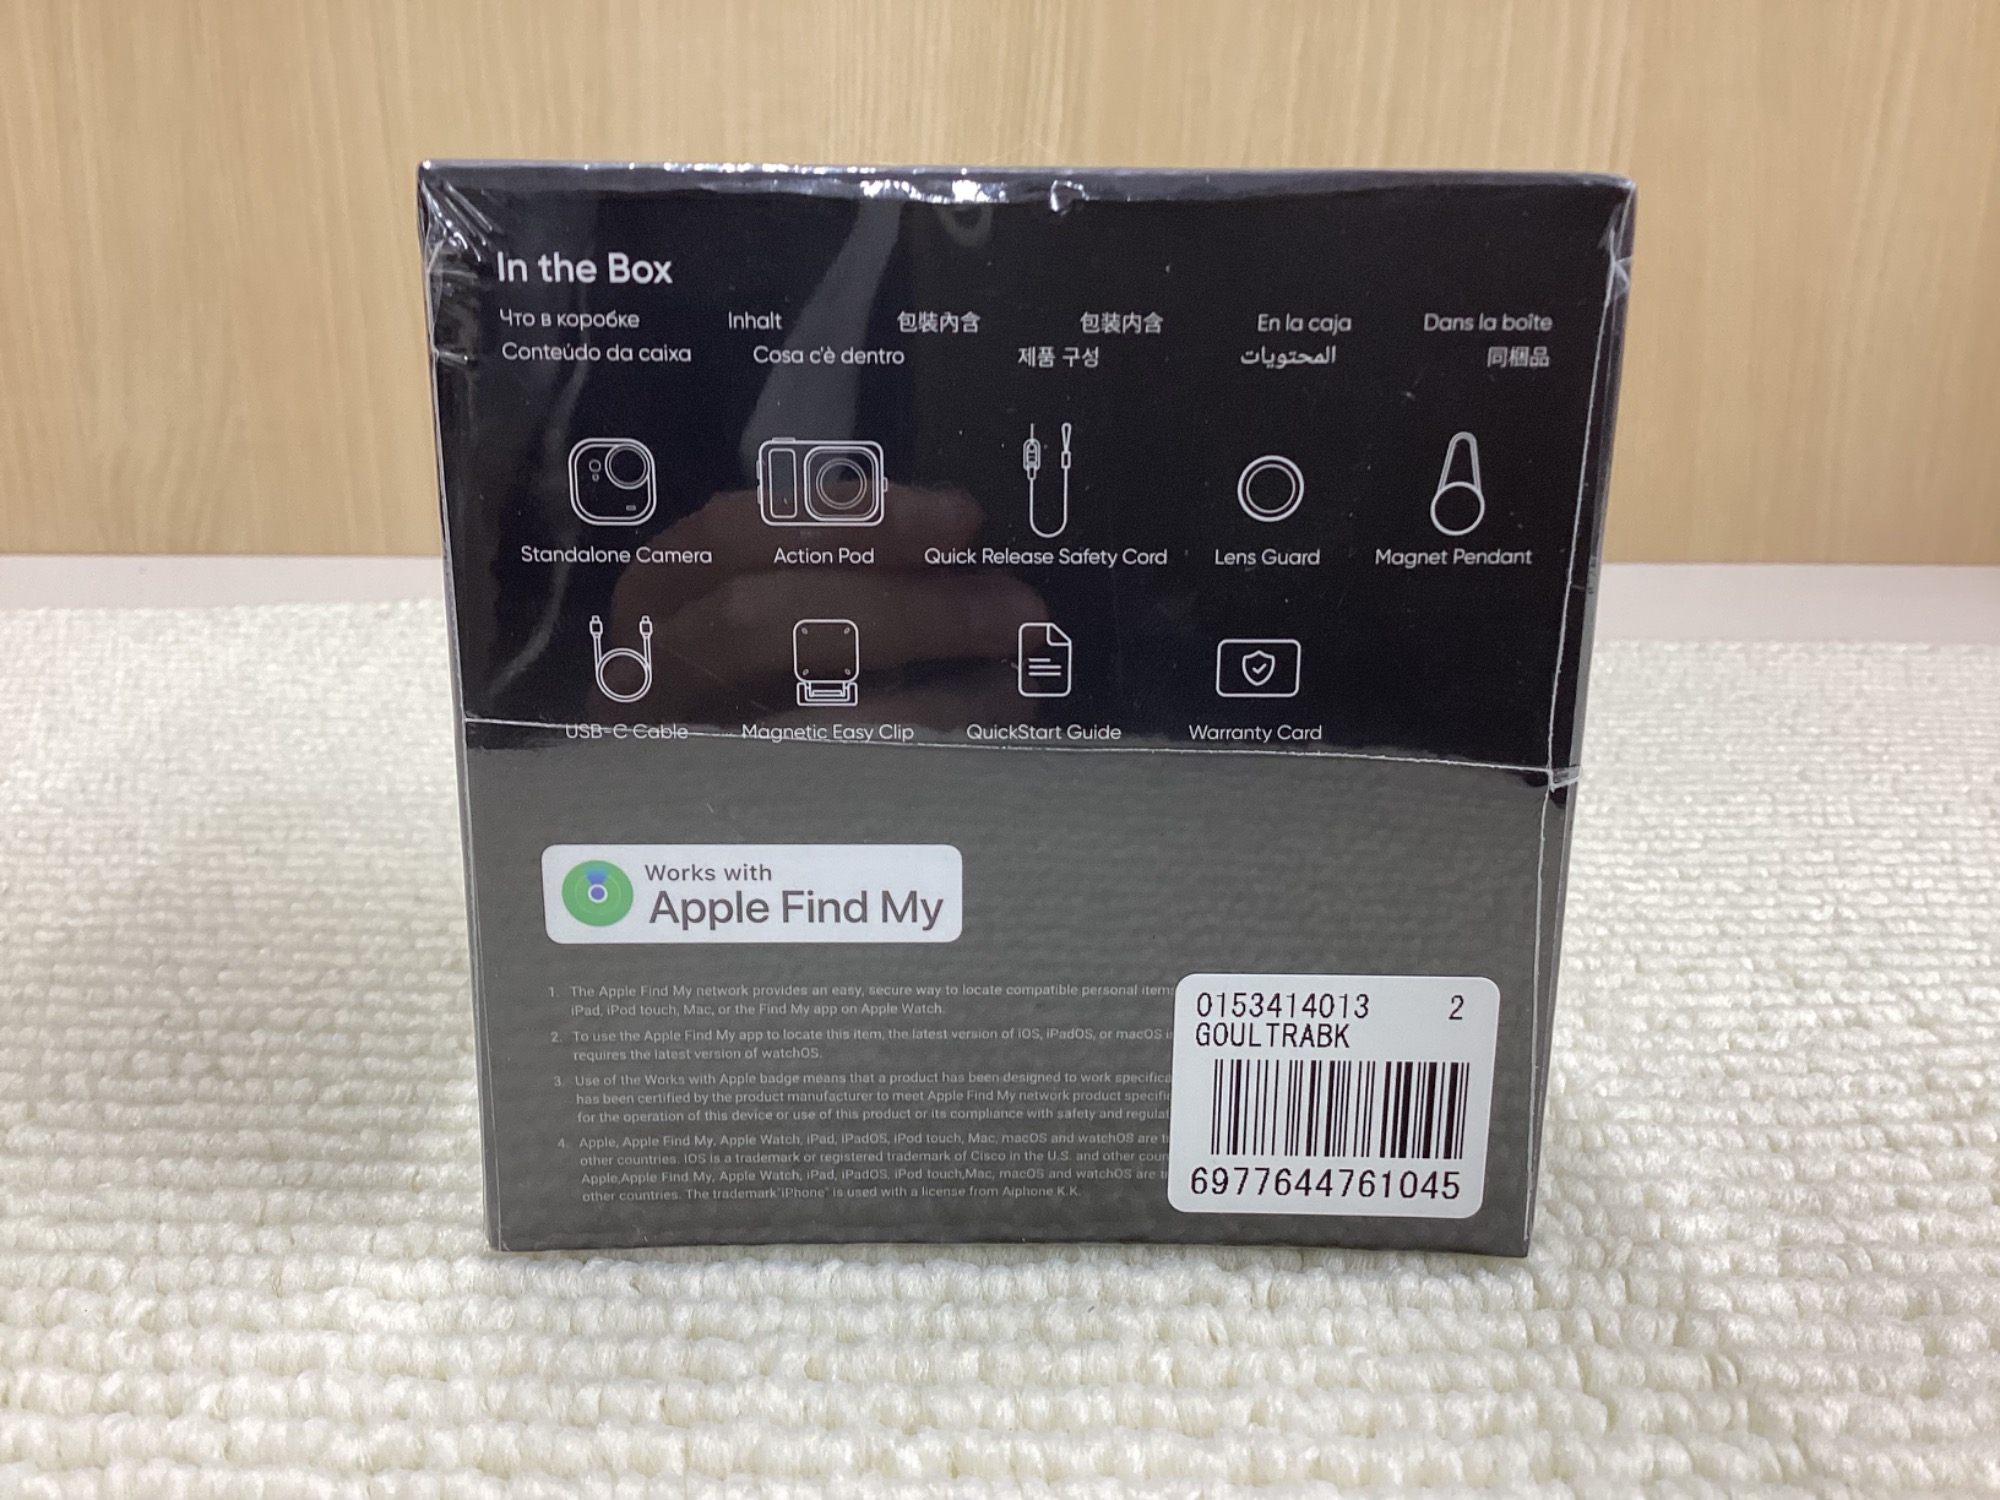 In the Box
Что в коробке Inhalt 包裝內含 包装内含 En la caja Dans la boîte
Conteúdo da caixa Cosa c'è dentro 제품 구성 المحتويات 同梱品
Standalone Camera Action Pod Quick Release Safety Cord Lens Guard Magnet Pendant
USB-C Cable Magnetic Easy Clip QuickStart Guide Warranty Card
Works with
Apple Find My
1. The Apple Find My network provides an easy, secure way to locate compatible personal items
iPad, iPod touch, Mac, or the Find My app on Apple Watch.
2. To use the Apple Find My app to locate this item, the latest version of iOS, iPadOS, or macOS i
requires the latest version of watchOS.
3. Use of the Works with Apple badge means that a product has been designed to work specifica
has been certified by the product manufacturer to meet Apple Find My network product specific
for the operation of this device or use of this product or its compliance with safety and regulat
4. Apple, Apple Find My, Apple Watch, iPad, iPadOS, iPod touch, Mac, macOS and watchOS are t
other countries. IOS is a trademark or registered trademark of Cisco in the U.S. and other coun
Apple,Apple Find My, Apple Watch, iPad, iPadOS, iPod touch,Mac, macOS and watchOS are tr
other countries. The trademark"iPhone" is used with a license from Aiphone K.K.
0153414013 2
GOULTRABK
6977644761045